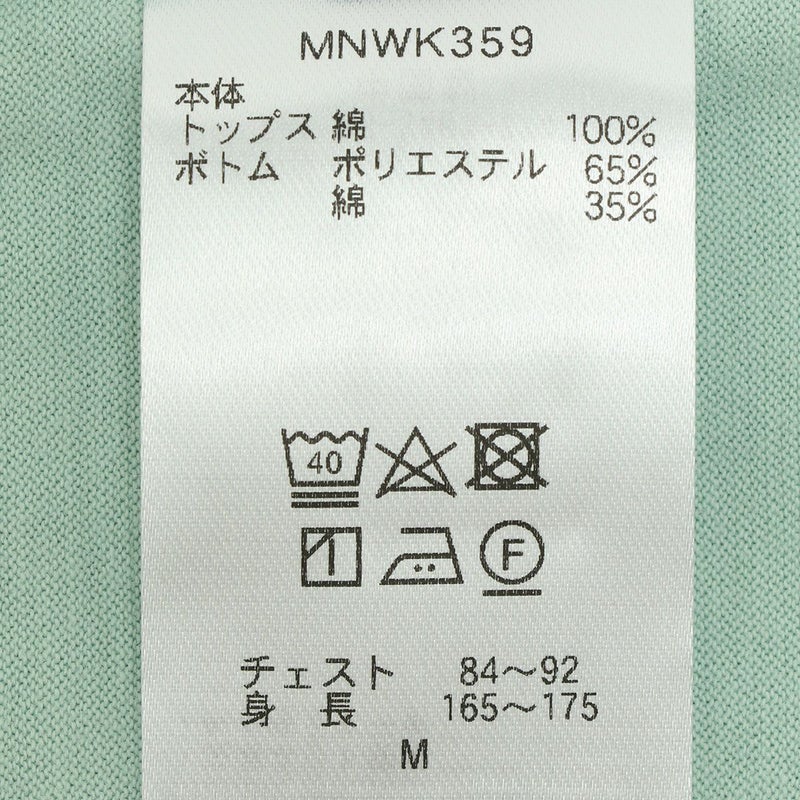 MNWK359
本体
トップス 綿 100%
ボトム ポリエステル 65%
綿 35%
40
F
チェスト 84～92
身 長 165～175
M